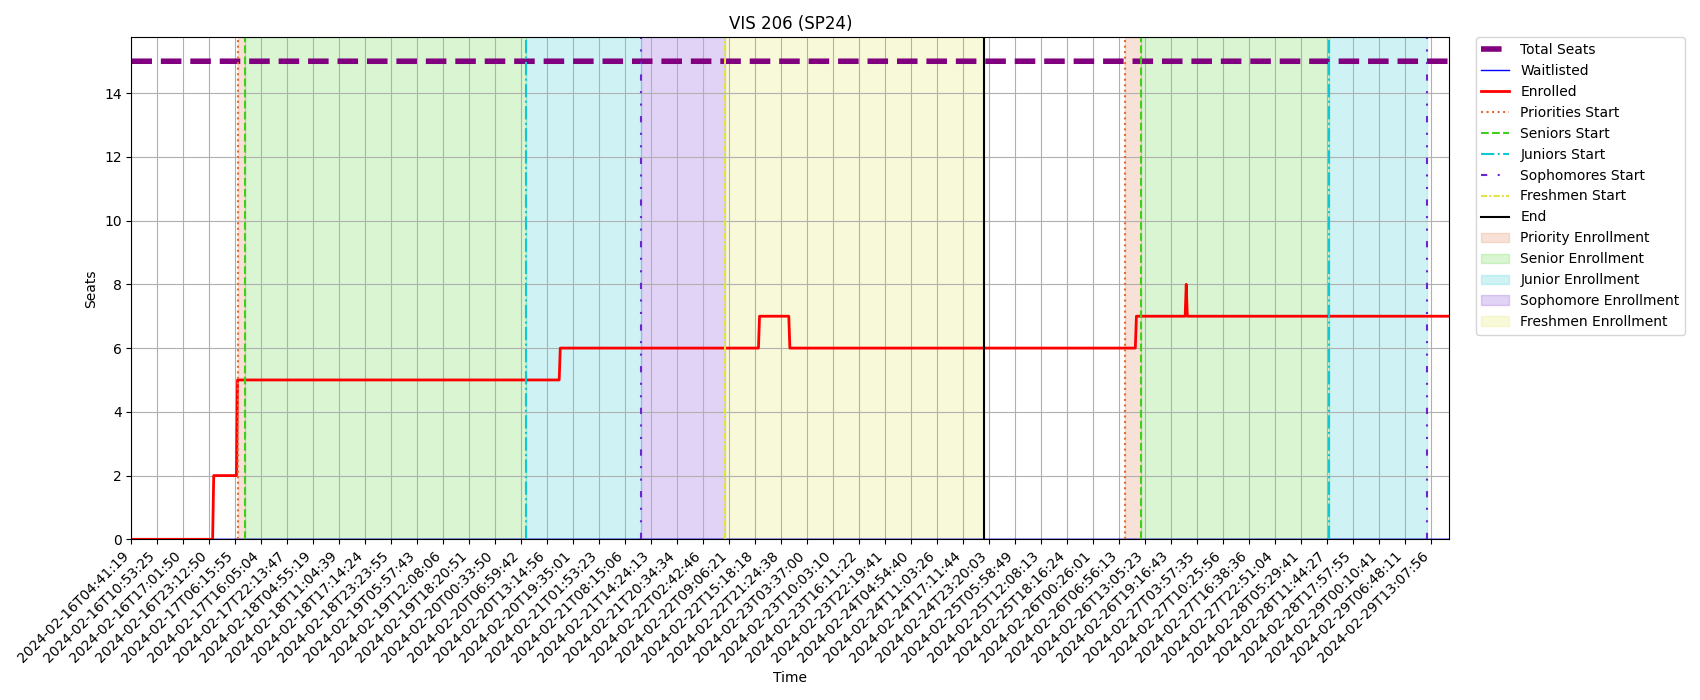 VIS 206 (SP24)
Seats
14
12
10
8
6
4
2
0
2024-02-16T04:41:19
2024-02-16T10:53:25
2024-02-16T17:01:50
2024-02-16T23:12:50
2024-02-17T06:15:55
2024-02-17T16:05:04
2024-02-17T22:13:47
2024-02-18T04:55:19
2024-02-18T11:04:39
2024-02-18T17:14:24
2024-02-18T23:23:55
2024-02-19T05:57:43
2024-02-19T12:08:06
2024-02-19T18:20:51
2024-02-20T00:33:50
2024-02-20T06:59:42
2024-02-20T13:14:56
2024-02-20T19:35:01
2024-02-21T01:53:23
2024-02-21T08:15:06
2024-02-21T14:24:13
2024-02-21T20:34:34
2024-02-22T02:42:46
2024-02-22T09:06:21
2024-02-22T15:18:18
2024-02-22T21:24:38
2024-02-23T03:37:00
2024-02-23T10:03:10
2024-02-23T16:11:22
2024-02-23T22:19:41
2024-02-24T04:54:40
2024-02-24T11:03:26
2024-02-24T17:11:44
2024-02-24T23:20:03
2024-02-25T05:58:49
2024-02-25T12:08:13
2024-02-25T18:16:24
2024-02-26T00:26:01
2024-02-26T06:56:13
2024-02-26T13:05:23
2024-02-26T19:16:43
2024-02-27T03:57:35
2024-02-27T10:25:56
2024-02-27T16:38:36
2024-02-27T22:51:04
2024-02-28T05:29:41
2024-02-28T11:44:27
2024-02-28T17:57:55
2024-02-29T00:10:41
2024-02-29T06:48:11
2024-02-29T13:07:56
Time
Total Seats
Waitlisted
Enrolled
Priorities Start
Seniors Start
Juniors Start
Sophomores Start
Freshmen Start
End
Priority Enrollment
Senior Enrollment
Junior Enrollment
Sophomore Enrollment
Freshmen Enrollment